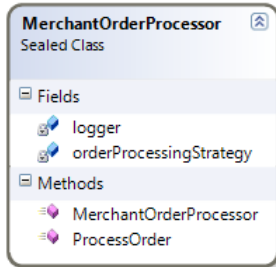 MerchantOrderProcessor
Sealed Class
Fields
logger
orderProcessingStrategy
Methods
MerchantOrderProcessor
ProcessOrder